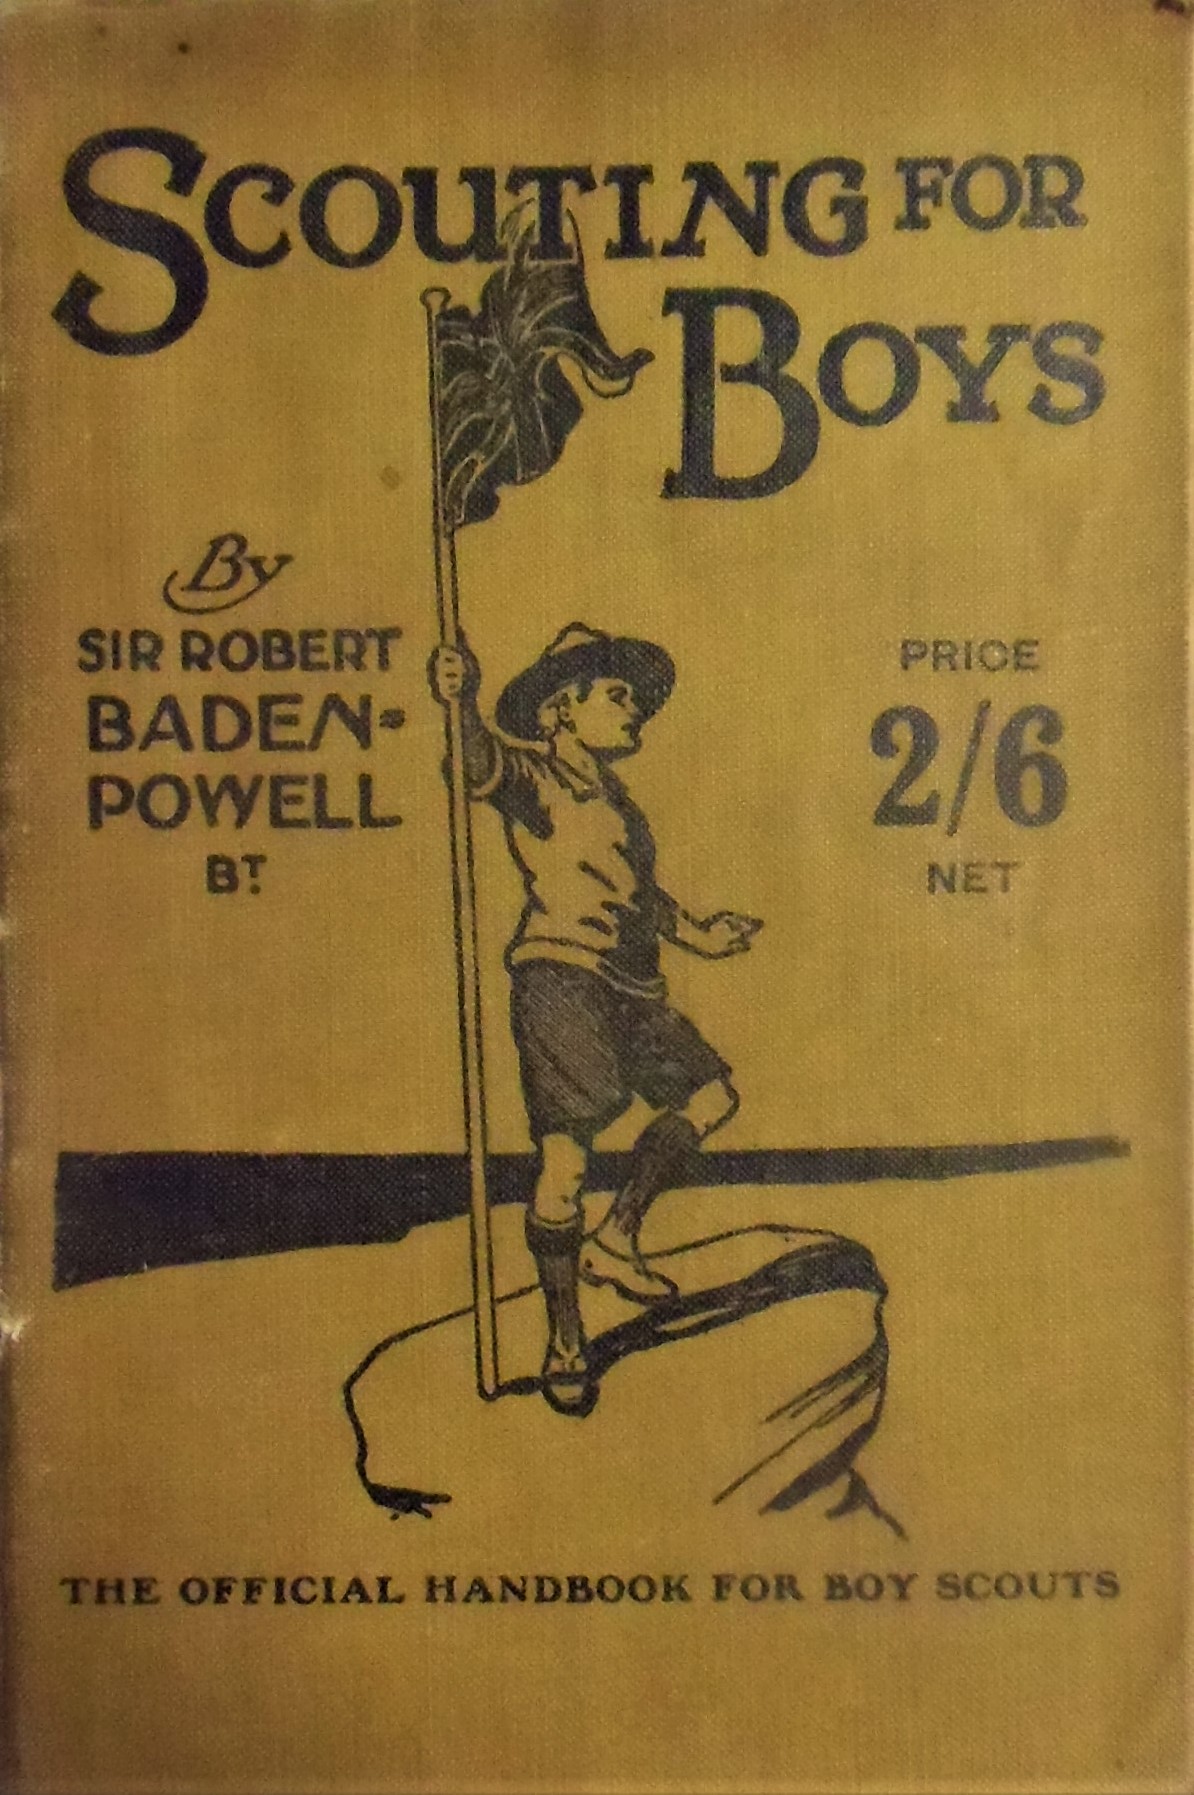 SCOUTING FOR
BOYS
By
SIR ROBERT
BADEN-
POWELL
BT.
PRICE
2/6
NET
THE OFFICIAL HANDBOOK FOR BOY SCOUTS